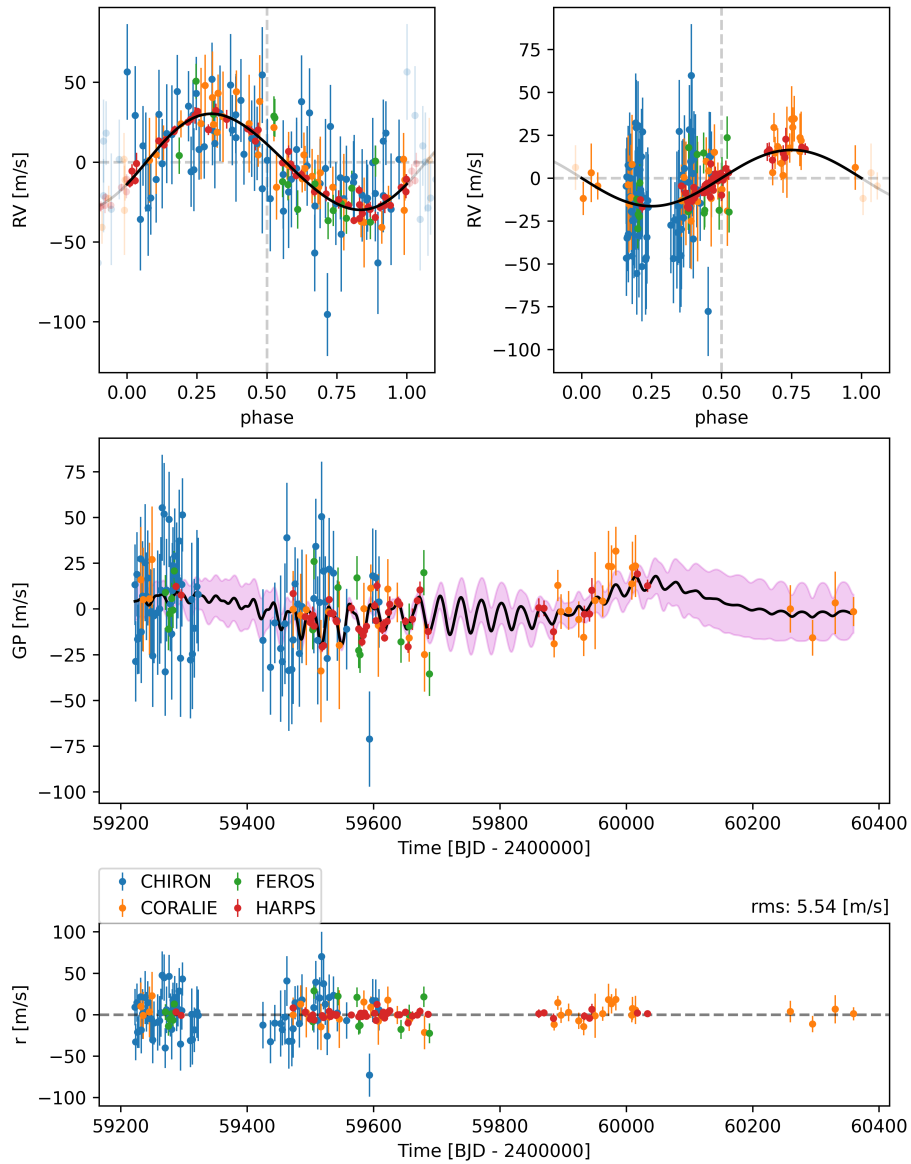 50
0
−50
−100
RV [m/s]
0.00 0.25 0.50 0.75 1.00
phase
75
50
25
0
−25
−50
−75
−100
RV [m/s]
0.00 0.25 0.50 0.75 1.00
phase
75
50
25
0
−25
−50
−75
−100
GP [m/s]
59200 59400 59600 59800 60000 60200 60400
Time [BJD - 2400000]
CHIRON FEROS
CORALIE HARPS
rms: 5.54 [m/s]
100
50
0
−50
−100
r [m/s]
59200 59400 59600 59800 60000 60200 60400
Time [BJD - 2400000]